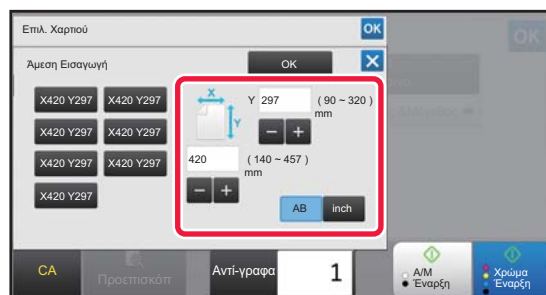 Επιλ. Χαρτιού
OK
OK
Άμεση Εισαγωγή
OK
X420 Y297 X420 Y297
X Y 297 (90 ~ 320)
mm
X420 Y297 X420 Y297
Y
X420 Y297 X420 Y297
420 (140 ~ 457)
mm
X420 Y297
AB inch
CA
Προεπισκόπ
Αντί-γραφα 1
Α/Μ
Έναρξη
Χρώμα
Έναρξη